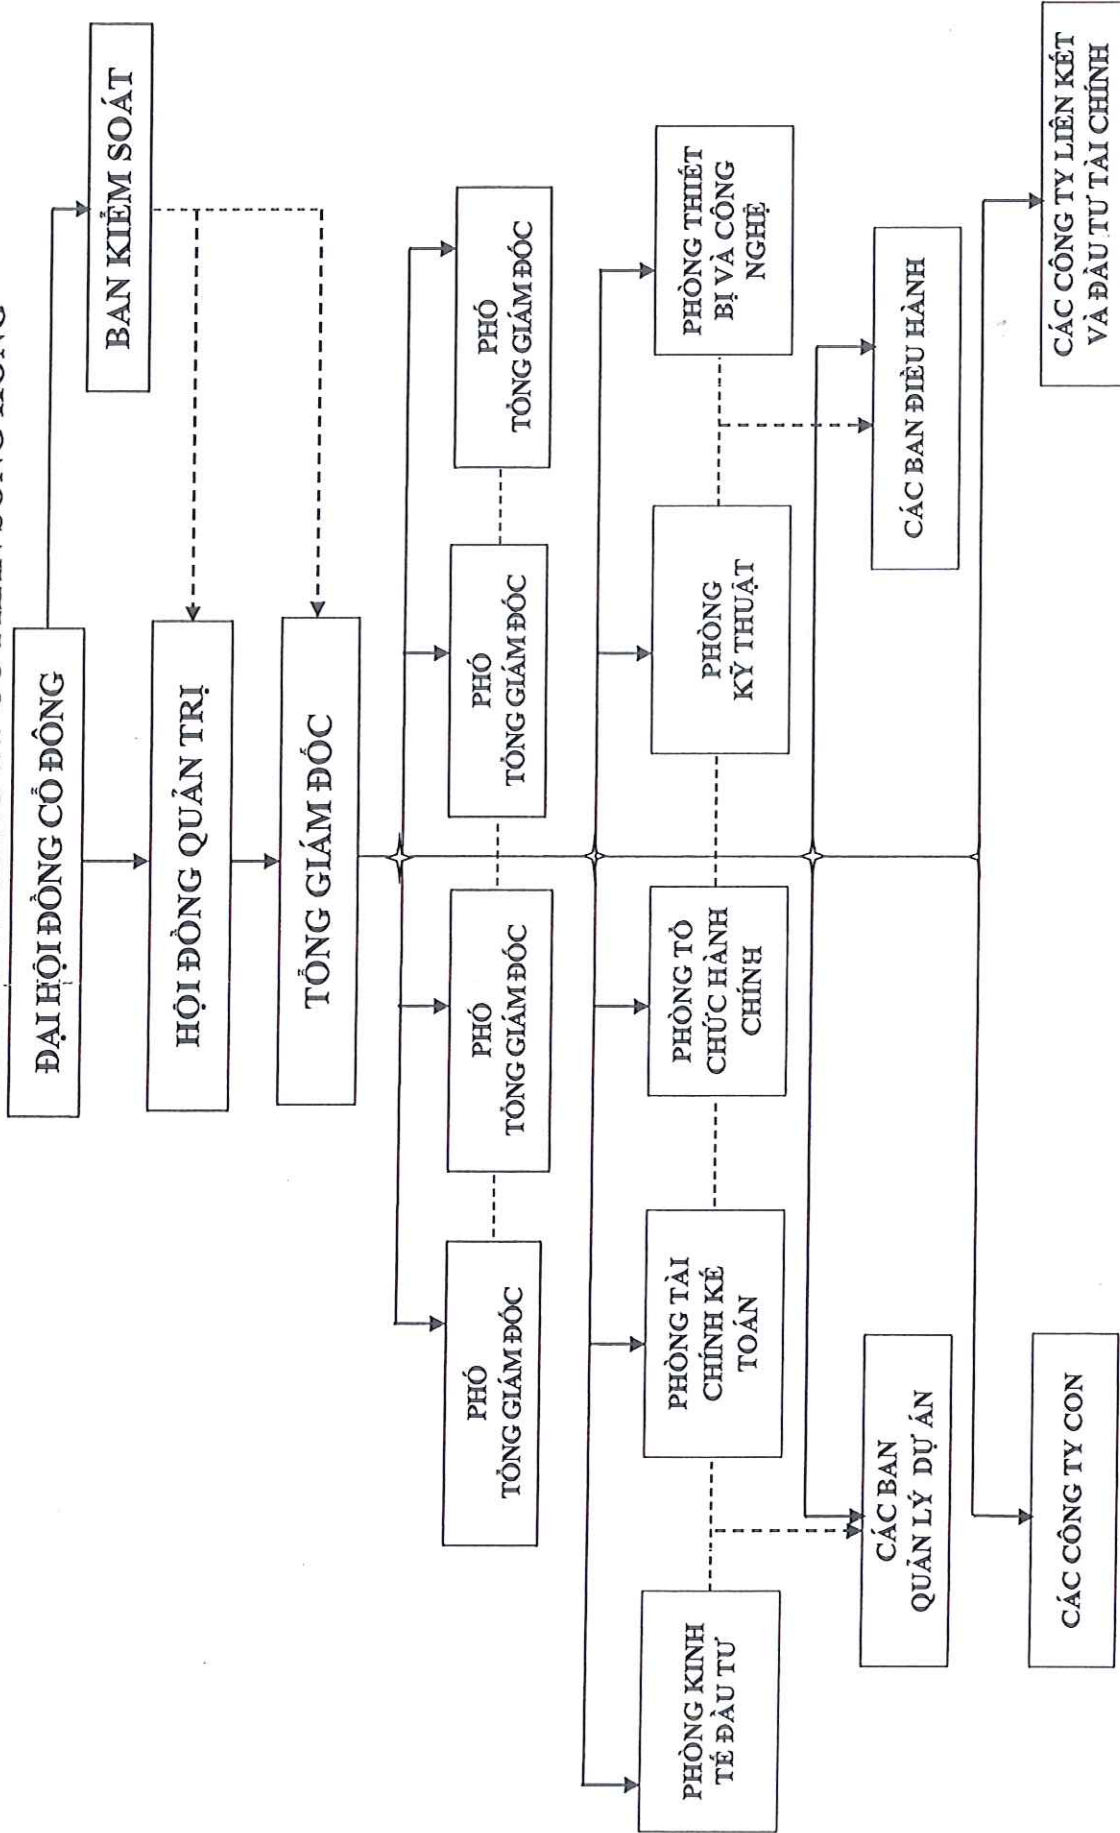 ĐẠI HỘI ĐỒNG CỔ ĐÔNG
BAN KIỂM SOÁT
HỘI ĐỒNG QUẢN TRỊ
TỔNG GIÁM ĐỐC
PHÓ
TỔNG GIÁM ĐỐC
PHÓ
TỔNG GIÁM ĐỐC
PHÓ
TỔNG GIÁM ĐỐC
PHÓ
TỔNG GIÁM ĐỐC
PHÒNG KINH
TẾ ĐẦU TƯ
PHÒNG TÀI
CHÍNH KẾ
TOÁN
PHÒNG TỔ
CHỨC HÀNH
CHÍNH
PHÒNG
KỸ THUẬT
PHÒNG THIẾT
BỊ VÀ CÔNG
NGHỆ
CÁC BAN
QUẢN LÝ DỰ ÁN
CÁC BAN ĐIỀU HÀNH
CÁC CÔNG TY CON
CÁC CÔNG TY LIÊN KẾT
VÀ ĐẦU TƯ TÀI CHÍNH